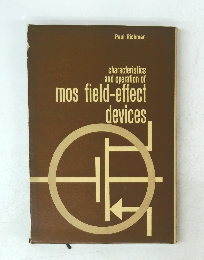 Paul Richman
characteristics
and operation of
mos field-effect
devices